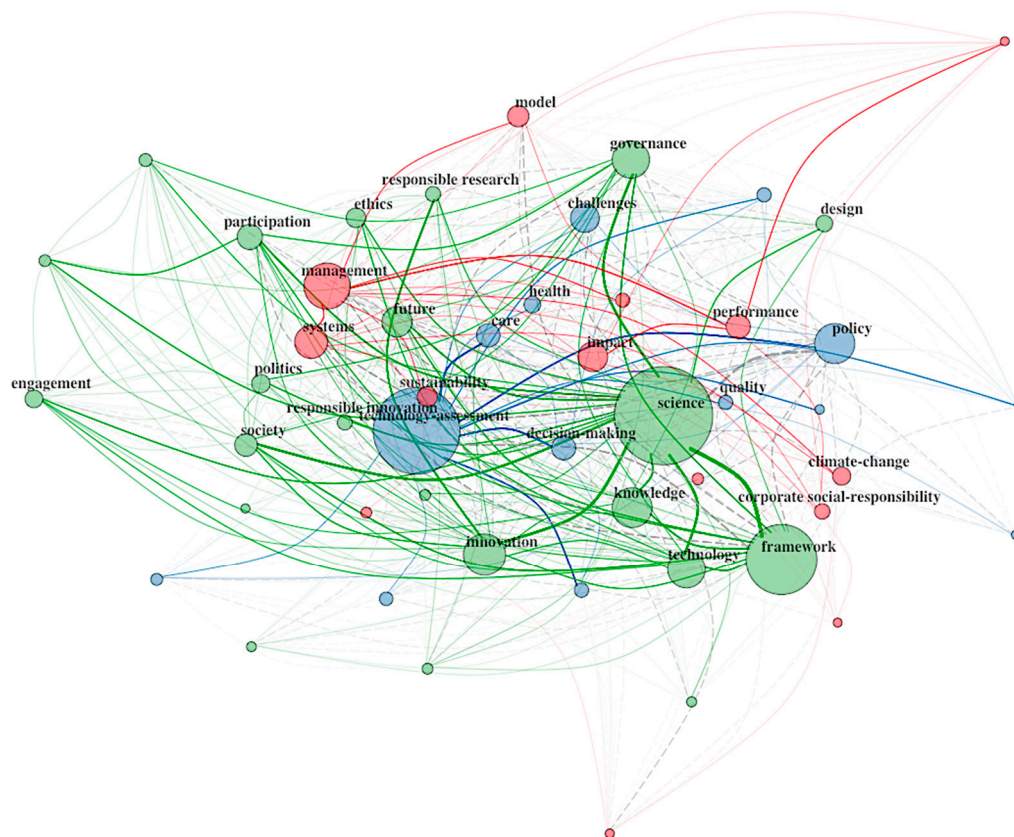 model
governance
responsible research
ethics
challenges
design
participation
management
health
future
systems
care
performance
policy
impact
politics
engagement
sustainability
quality
science
responsible innovation
technology-assessment
society
decision-making
climate-change
knowledge
corporate social-responsibility
innovation
technology
framework